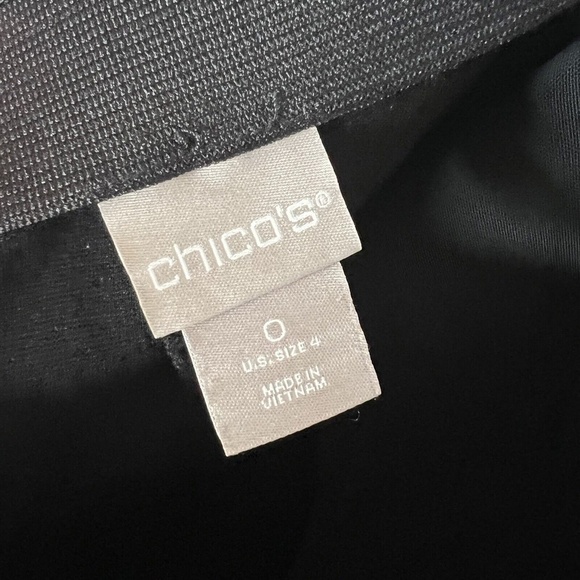 chico's®
0
U.S. SIZE 4
MADE IN
VIETNAM